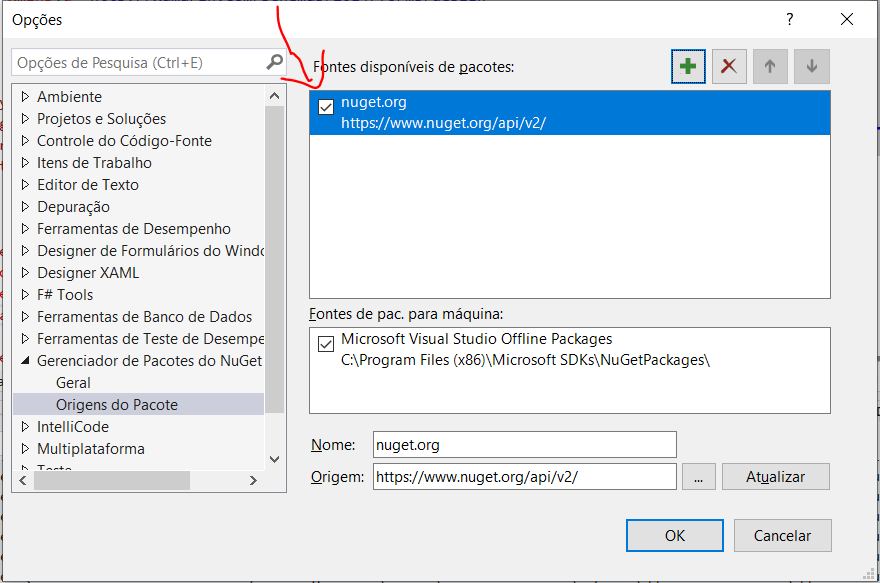 Opções
?
Opções de Pesquisa (Ctrl+E)
Ambiente
Projetos e Soluções
Controle do Código-Fonte
Itens de Trabalho
Editor de Texto
Depuração
Ferramentas de Desempenho
Designer de Formulários do Windo
Designer XAML
F# Tools
Ferramentas de Banco de Dados
Ferramentas de Teste de Desempe
Gerenciador de Pacotes do NuGet
Geral
Origens do Pacote
IntelliCode
Multiplataforma
Fontes disponíveis de pacotes:
nuget.org
https://www.nuget.org/api/v2/
Fontes de pac. para máquina:
Microsoft Visual Studio Offline Packages
C:\Program Files (x86)\Microsoft SDKs\NuGetPackages\
Nome: nuget.org
Origem: https://www.nuget.org/api/v2/ ... Atualizar
OK Cancelar